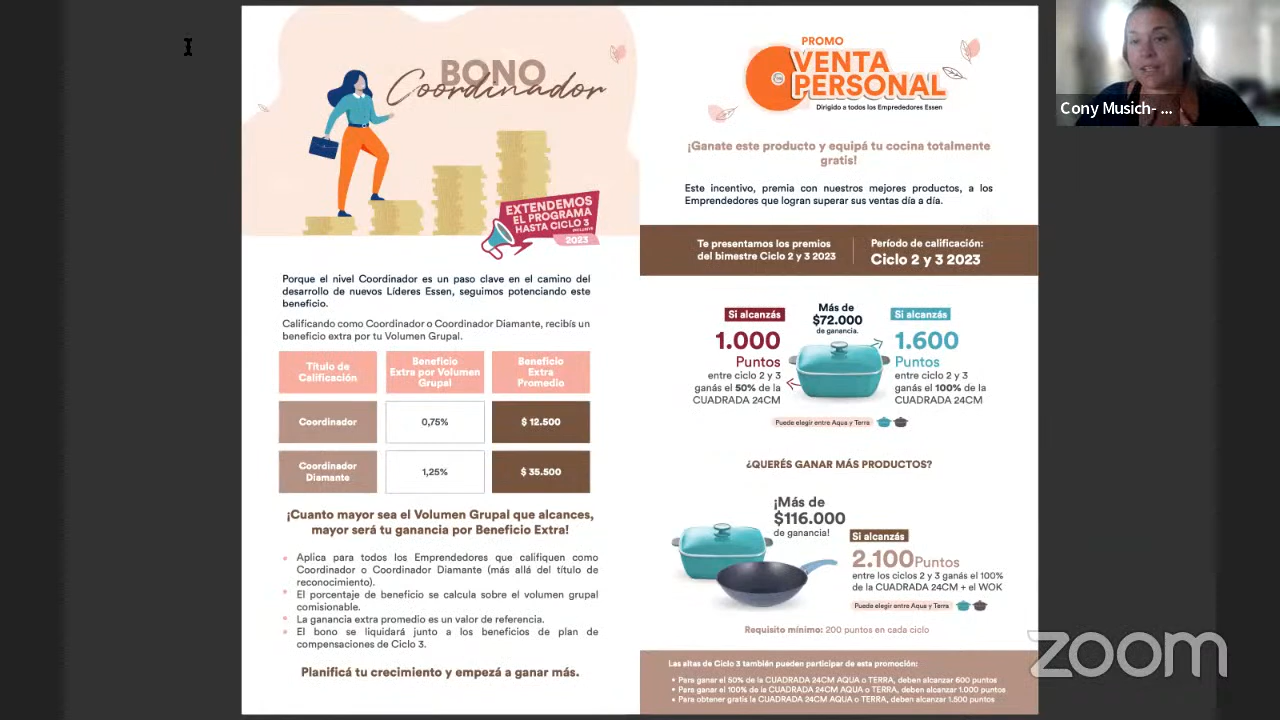 BONO
Coordinador
EXTENDEMOS
EL PROGRAMA
HASTA CICLO 3
INCLUSIVE
2023
Porque el nivel Coordinador es un paso clave en el camino del
desarrollo de nuevos Líderes Essen, seguimos potenciando este
beneficio.
Calificando como Coordinador o Coordinador Diamante, recibís un
beneficio extra por tu Volumen Grupal.
Título de
Calificación
Beneficio
Extra por Volumen
Grupal
Beneficio
Extra
Promedio
Coordinador
0,75%
$ 12.500
Coordinador
Diamante
1,25%
$ 35.500
¡Cuanto mayor sea el Volumen Grupal que alcances,
mayor será tu ganancia por Beneficio Extra!
* Aplica para todos los Emprendedores que califiquen como
Coordinador o Coordinador Diamante (más allá del título de
reconocimiento).
* El porcentaje de beneficio se calcula sobre el volumen grupal
comisionable.
* La ganancia extra promedio es un valor de referencia.
* El bono se liquidará junto a los beneficios de plan de
compensaciones de Ciclo 3.
Planificá tu crecimiento y empezá a ganar más.
PROMO
VENTA
PERSONAL
Dirigido a todos los Emprededores Essen
¡Ganate este producto y equipá tu cocina totalmente
gratis!
Este incentivo, premia con nuestros mejores productos, a los
Emprendedores que logran superar sus ventas día a día.
Te presentamos los premios
del bimestre Ciclo 2 y 3 2023
Período de calificación:
Ciclo 2 y 3 2023
Si alcanzás
1.000
Puntos
entre ciclo 2 y 3
ganás el 50% de la
CUADRADA 24CM
Más de
$72.000
de ganancia.
Si alcanzás
1.600
Puntos
entre ciclo 2 y 3
ganás el 100% de la
CUADRADA 24CM
Puede elegir entre Aqua y Terra
¿QUERÉS GANAR MÁS PRODUCTOS?
¡Más de
$116.000
de ganancia!
Si alcanzás
2.100 Puntos
entre los ciclos 2 y 3 ganás el 100%
de la CUADRADA 24CM + el WOK
Puede elegir entre Aqua y Terra
Requisito mínimo: 200 puntos en cada ciclo
Las altas de Ciclo 3 también pueden participar de esta promoción:
• Para ganar el 50% de la CUADRADA 24CM AQUA o TERRA, deben alcanzar 600 puntos
• Para ganar el 100% de la CUADRADA 24CM AQUA o TERRA, deben alcanzar 1.000 puntos
• Para obtener gratis la CUADRADA 24CM AQUA o TERRA, deben alcanzar 1.500 puntos
Cony Musich- ...
zoom